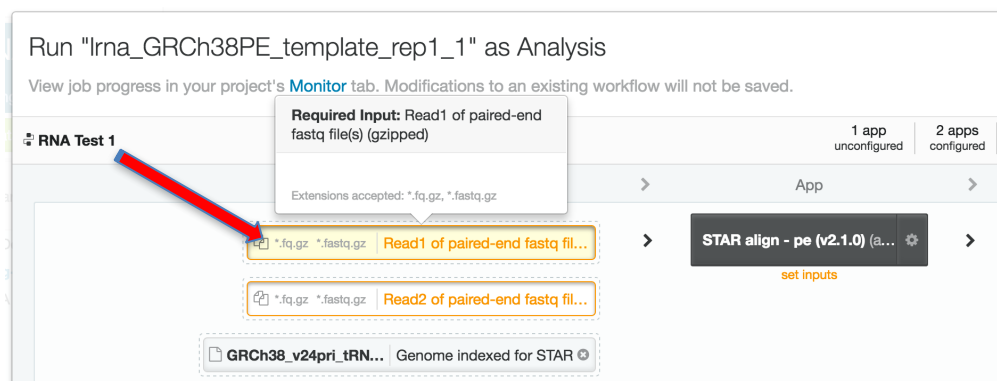 Run "lrna_GRCh38PE_template_rep1_1" as Analysis
View job progress in your project's Monitor tab. Modifications to an existing workflow will not be saved.
Required Input: Read1 of paired-end
fastq file(s) (gzipped)
Extensions accepted: *.fq.gz, *.fastq.gz
RNA Test 1
1 app
unconfigured
2 apps
configured
App
*.fq.gz *.fastq.gz Read1 of paired-end fastq fil...
STAR align - pe (v2.1.0) (a...
set inputs
*.fq.gz *.fastq.gz Read2 of paired-end fastq fil...
GRCh38_v24pri_tRN... Genome indexed for STAR